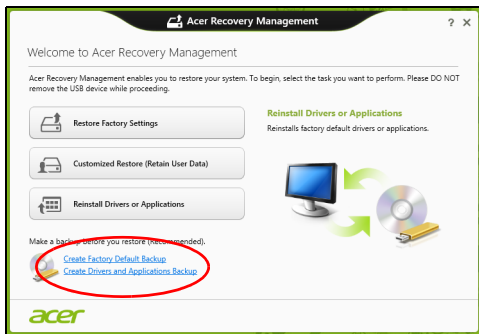 Acer Recovery Management
? ×
Welcome to Acer Recovery Management
Acer Recovery Management enables you to restore your system. To begin, select the task you want to perform. Please DO NOT
remove the USB device while proceeding.
Restore Factory Settings
Customized Restore (Retain User Data)
Reinstall Drivers or Applications
Reinstall Drivers or Applications
Reinstalls factory default drivers or applications.
Make a backup before you restore (Recommended).
Create Factory Default Backup
Create Drivers and Applications Backup
acer